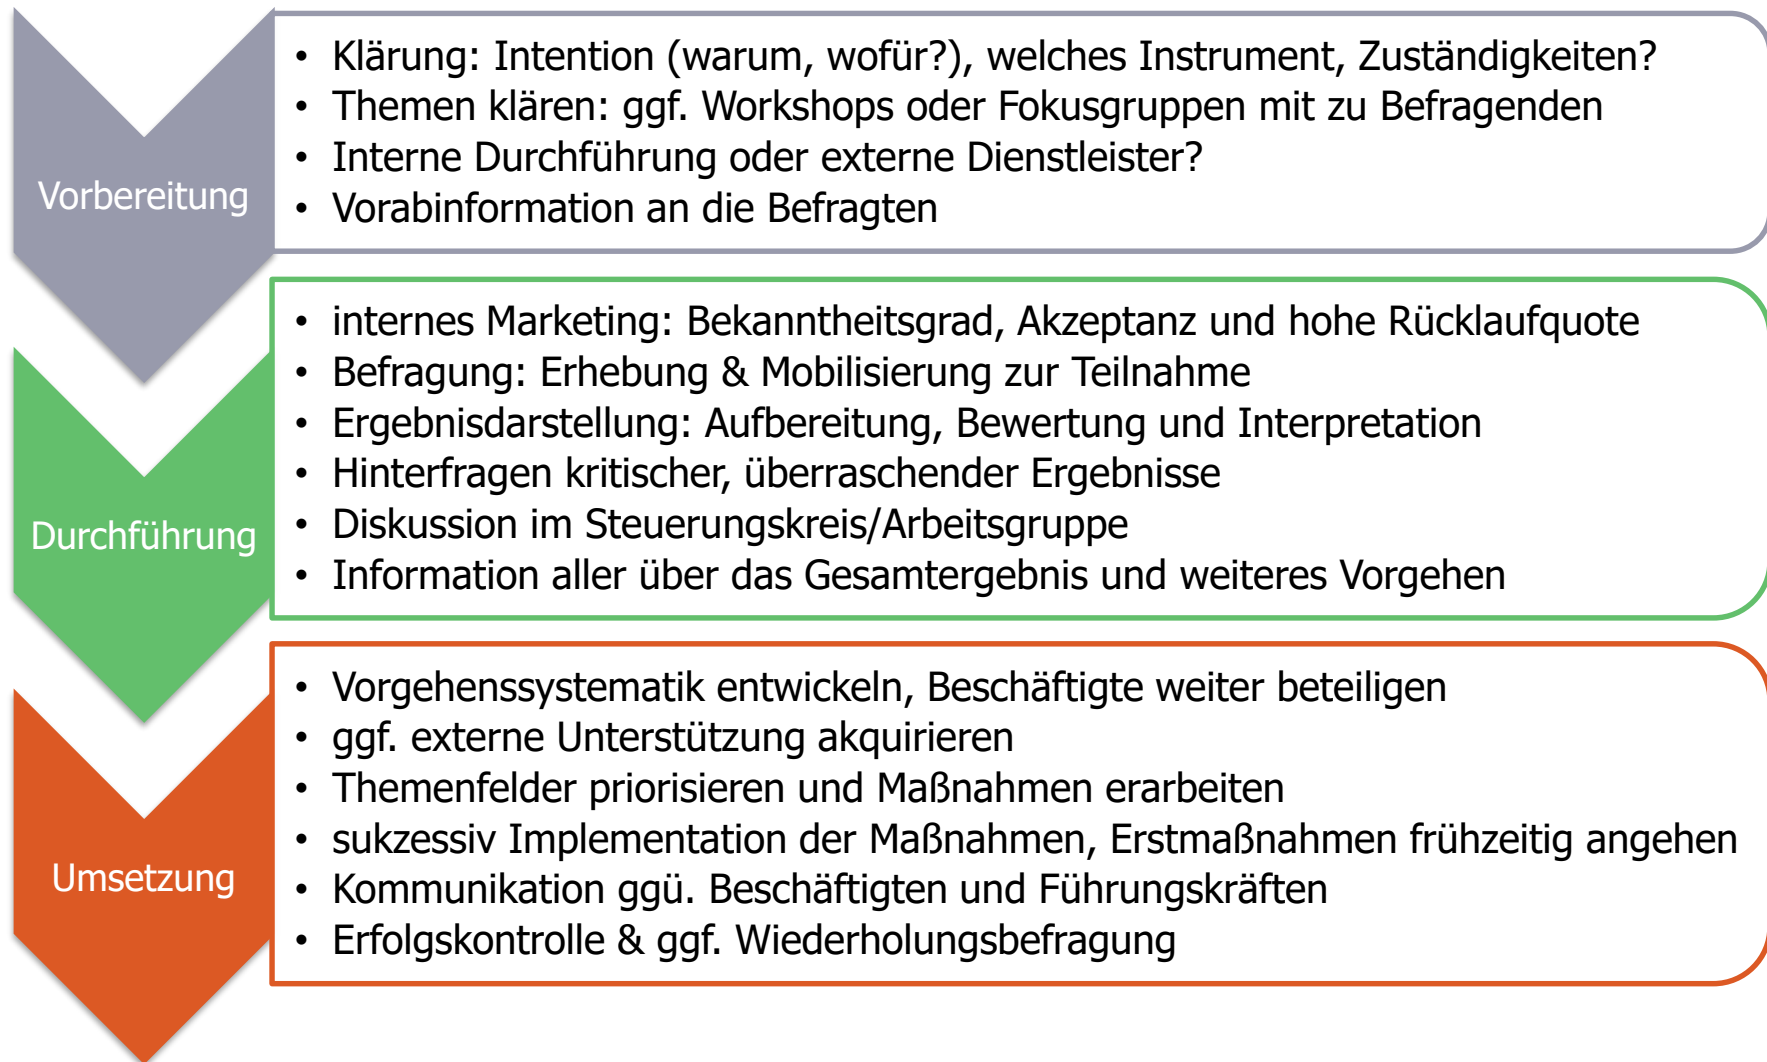 Vorbereitung
• Klärung: Intention (warum, wofür?), welches Instrument, Zuständigkeiten?
• Themen klären: ggf. Workshops oder Fokusgruppen mit zu Befragenden
• Interne Durchführung oder externe Dienstleister?
• Vorabinformation an die Befragten
Durchführung
• internes Marketing: Bekanntheitsgrad, Akzeptanz und hohe Rücklaufquote
• Befragung: Erhebung & Mobilisierung zur Teilnahme
• Ergebnisdarstellung: Aufbereitung, Bewertung und Interpretation
• Hinterfragen kritischer, überraschender Ergebnisse
• Diskussion im Steuerungskreis/Arbeitsgruppe
• Information aller über das Gesamtergebnis und weiteres Vorgehen
Umsetzung
• Vorgehenssystematik entwickeln, Beschäftigte weiter beteiligen
• ggf. externe Unterstützung akquirieren
• Themenfelder priorisieren und Maßnahmen erarbeiten
• sukzessiv Implementation der Maßnahmen, Erstmaßnahmen frühzeitig angehen
• Kommunikation ggü. Beschäftigten und Führungskräften
• Erfolgskontrolle & ggf. Wiederholungsbefragung